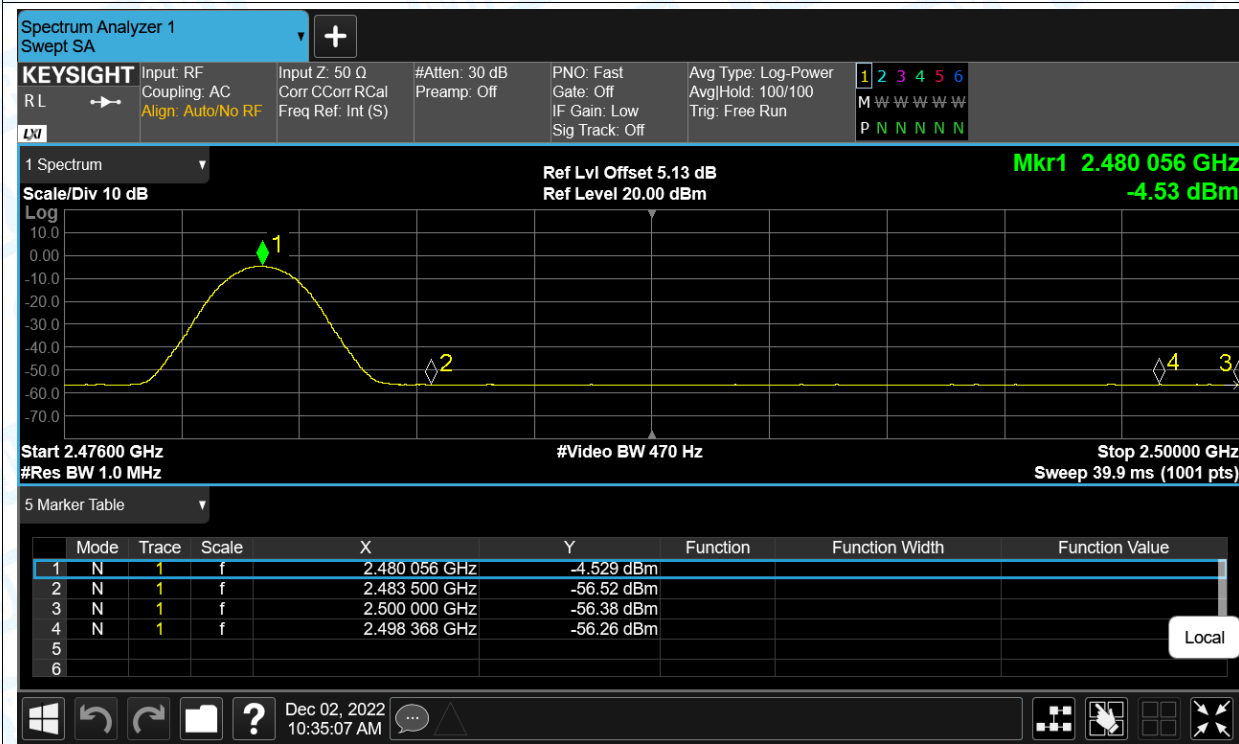 Spectrum Analyzer 1
Swept SA
KEYSIGHT
R L
LXI
Input: RF
Coupling: AC
Align: Auto/No RF
Input Z: 50 Ω
Corr CCorr RCal
Freq Ref: Int (S)
#Atten: 30 dB
Preamp: Off
PNO: Fast
Gate: Off
IF Gain: Low
Sig Track: Off
Avg Type: Log-Power
Avg|Hold: 100/100
Trig: Free Run
1 2 3 4 5 6
M W W W W W
P N N N N N
1 Spectrum
Scale/Div 10 dB
Ref Lvl Offset 5.13 dB
Ref Level 20.00 dBm
Mkr1 2.480 056 GHz
-4.53 dBm
Log
10.0
0.00
-10.0
-20.0
-30.0
-40.0
-50.0
-60.0
-70.0
1
2
4
3
Start 2.47600 GHz
#Res BW 1.0 MHz
#Video BW 470 Hz
Stop 2.50000 GHz
Sweep 39.9 ms (1001 pts)
5 Marker Table
Mode Trace Scale X Y Function Function Width Function Value
1 N 1 f 2.480 056 GHz -4.529 dBm
2 N 1 f 2.483 500 GHz -56.52 dBm
3 N 1 f 2.500 000 GHz -56.38 dBm
4 N 1 f 2.498 368 GHz -56.26 dBm
5
6
Local
?
Dec 02, 2022
10:35:07 AM